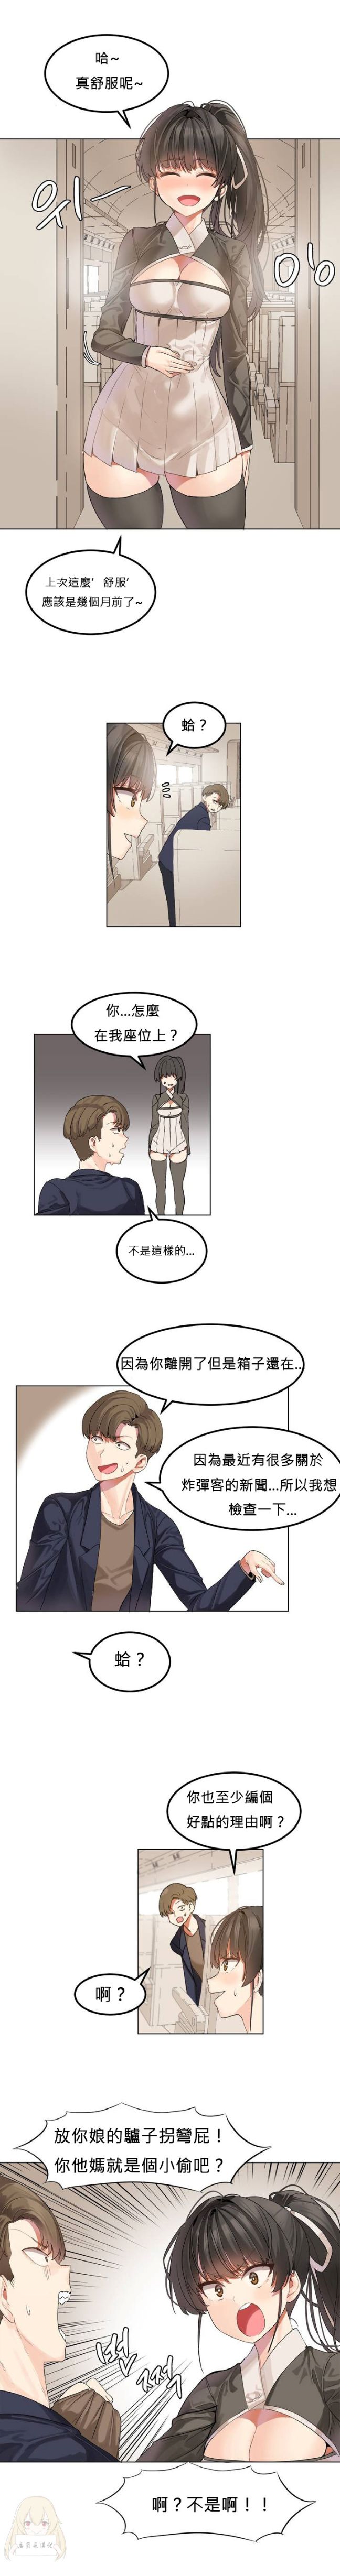 哈~
真舒服呢~
위잉
上次這麼’舒服’
應該是幾個月前了~
蛤？
你...怎麼
在我座位上？
不是這樣的...
因為你離開了但是箱子還在..
因為最近有很多關於
炸彈客的新聞...所以我想
檢查一下...
蛤？
你也至少編個
好點的理由啊？
啊？
放你娘的驢子拐彎屁！
你他媽就是個小偷吧？
啊？不是啊！！